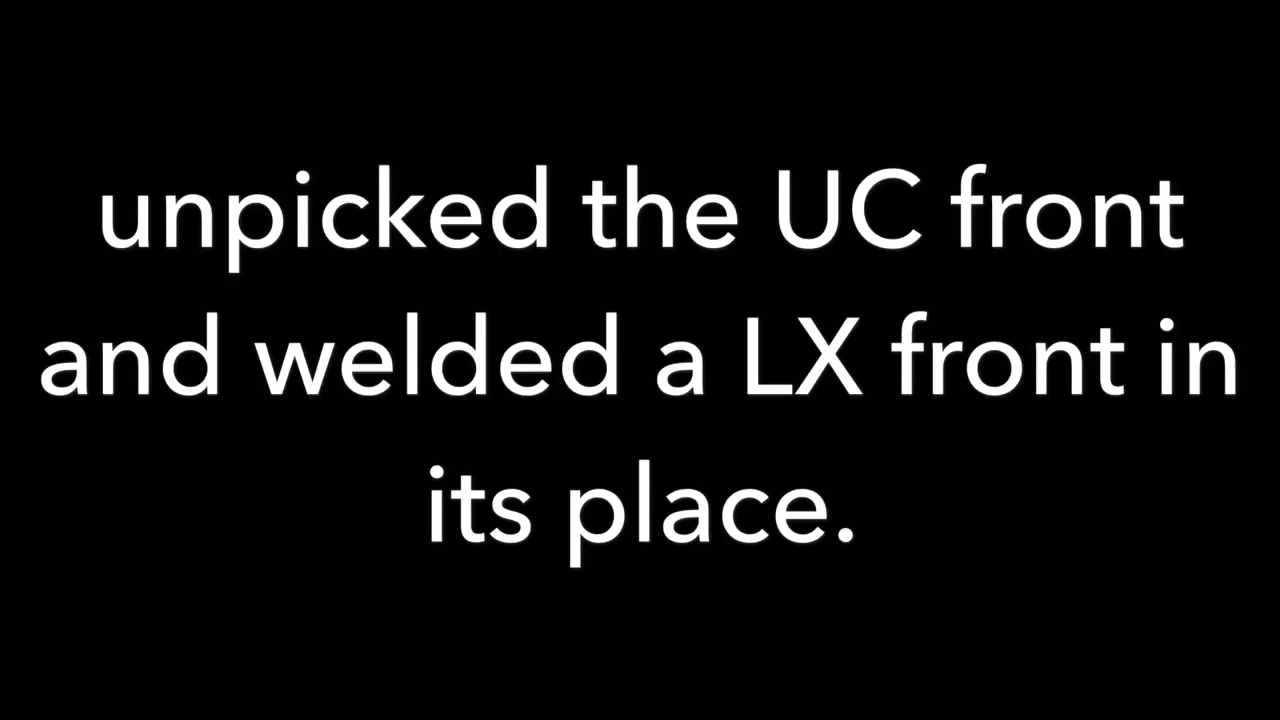 unpicked the UC front
and welded a LX front in
its place.